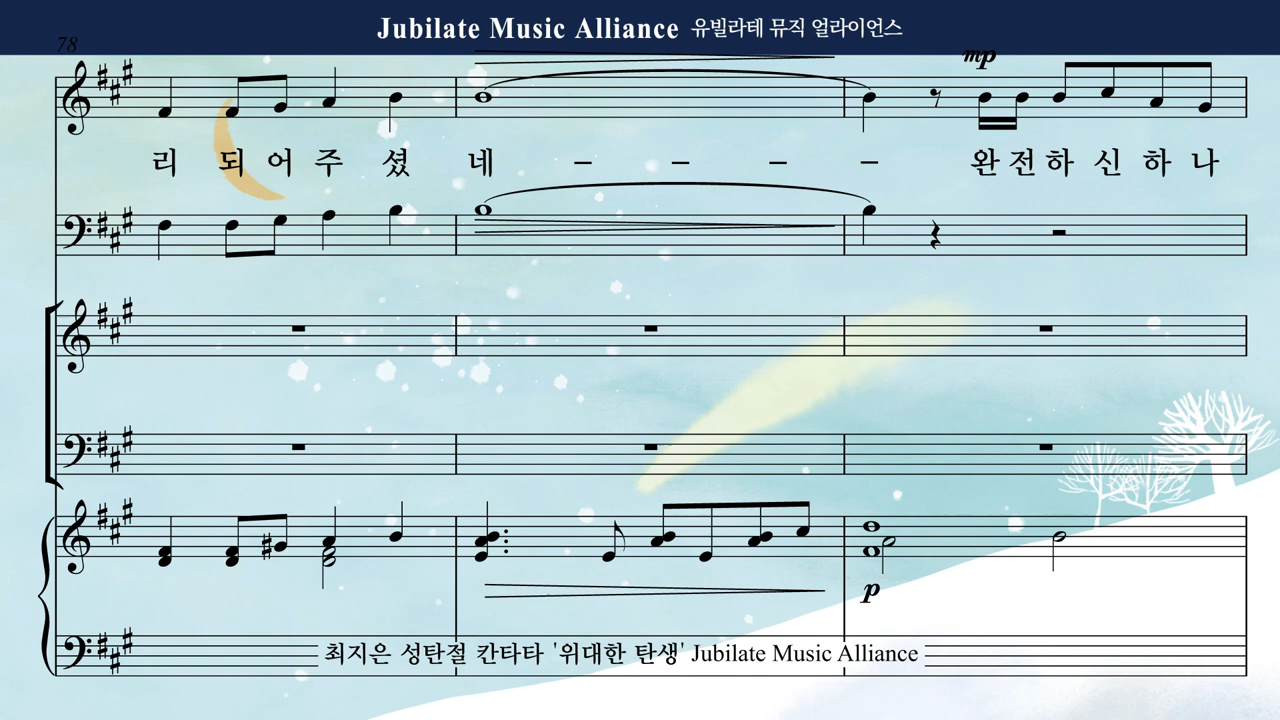 Jubilate Music Alliance 유빌라테 뮤직 얼라이언스
78
mp
리 되 어 주 셨 네 – – – – 완 전 하 신 하 나
p
최지은 성탄절 칸타타 '위대한 탄생' Jubilate Music Alliance